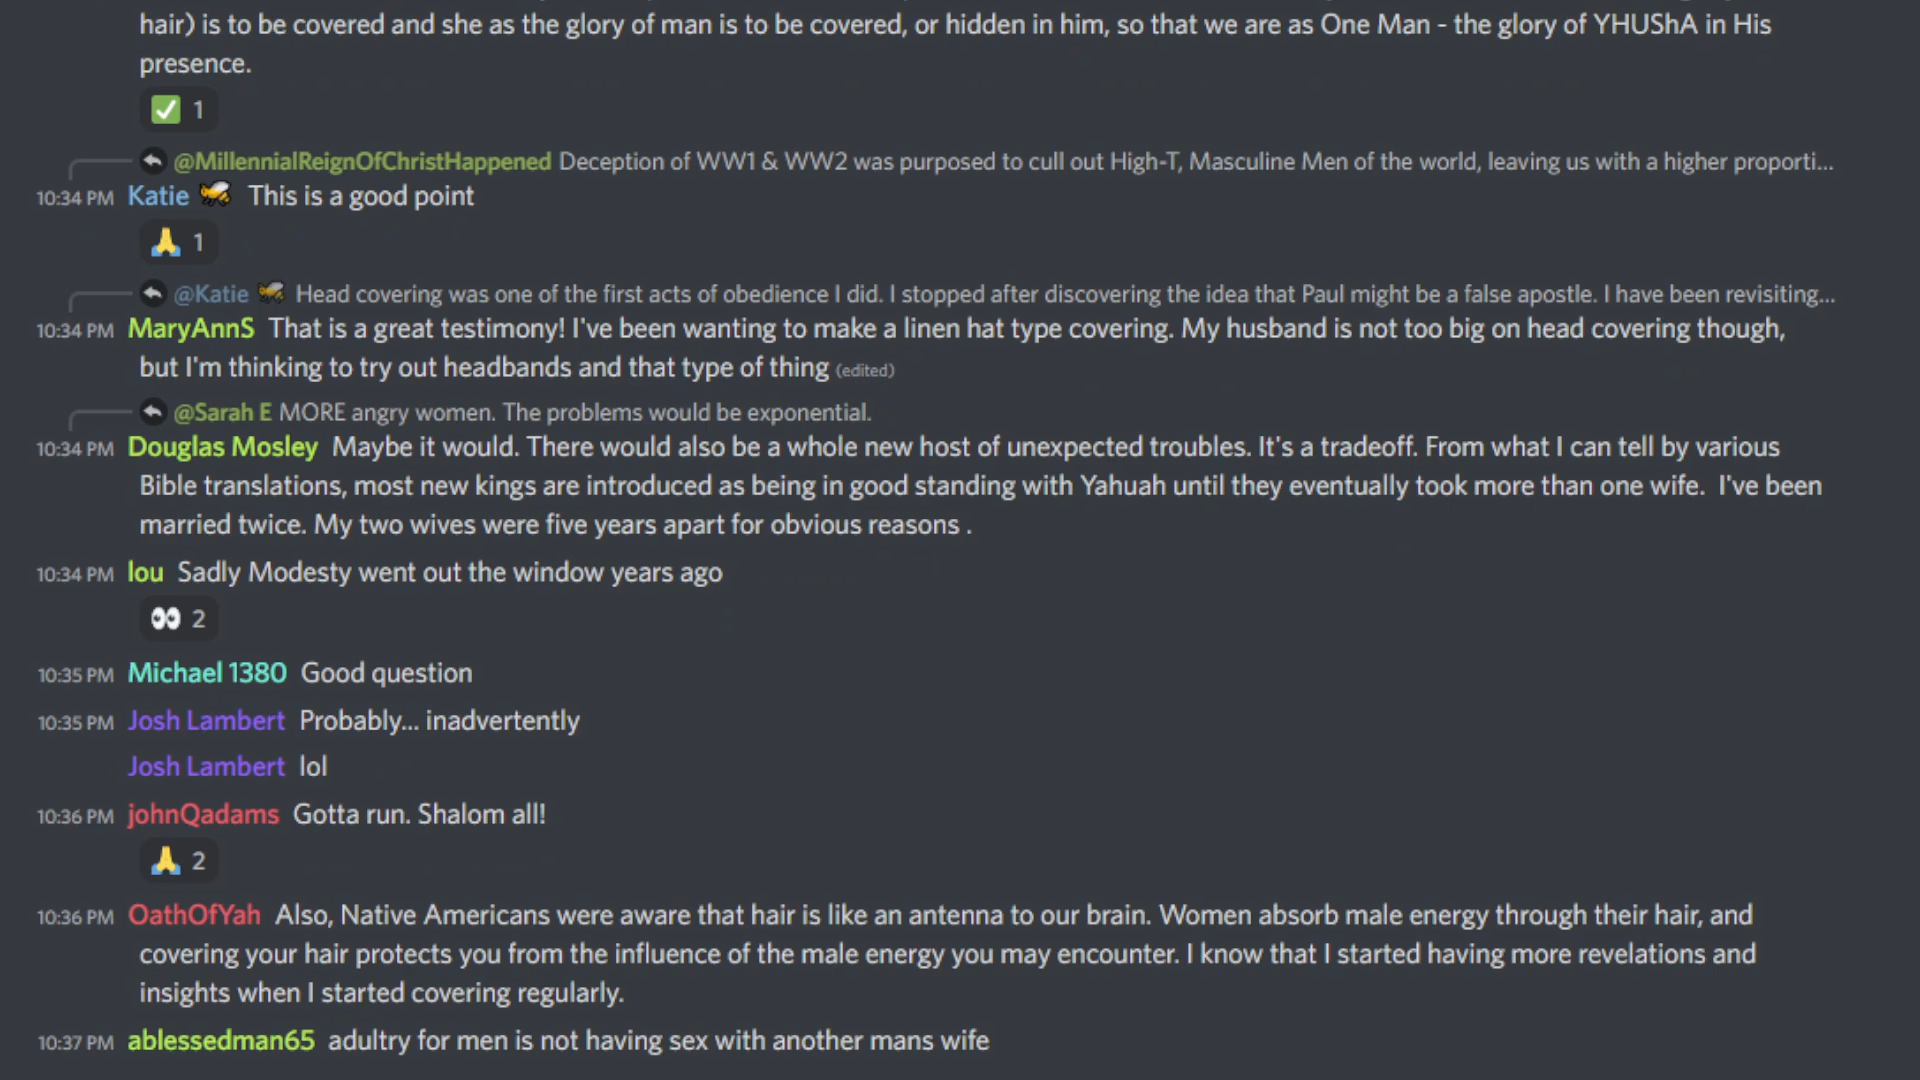 hair) is to be covered and she as the glory of man is to be covered, or hidden in him, so that we are as One Man - the glory of YHUShA in His
presence.
1
@MillennialReignOfChristHappened Deception of WW1 & WW2 was purposed to cull out High-T, Masculine Men of the world, leaving us with a higher proporti...
10:34 PM Katie This is a good point
1
@Katie Head covering was one of the first acts of obedience I did. I stopped after discovering the idea that Paul might be a false apostle. I have been revisiting...
10:34 PM MaryAnnS That is a great testimony! I've been wanting to make a linen hat type covering. My husband is not too big on head covering though,
but I'm thinking to try out headbands and that type of thing (edited)
@Sarah E MORE angry women. The problems would be exponential.
10:34 PM Douglas Mosley Maybe it would. There would also be a whole new host of unexpected troubles. It's a tradeoff. From what I can tell by various
Bible translations, most new kings are introduced as being in good standing with Yahuah until they eventually took more than one wife.  I've been
married twice. My two wives were five years apart for obvious reasons .
10:34 PM lou Sadly Modesty went out the window years ago
2
10:35 PM Michael 1380 Good question
10:35 PM Josh Lambert Probably... inadvertently
Josh Lambert lol
10:36 PM johnQadams Gotta run. Shalom all!
2
10:36 PM OathOfYah Also, Native Americans were aware that hair is like an antenna to our brain. Women absorb male energy through their hair, and
covering your hair protects you from the influence of the male energy you may encounter. I know that I started having more revelations and
insights when I started covering regularly.
10:37 PM ablessedman65 adultry for men is not having sex with another mans wife